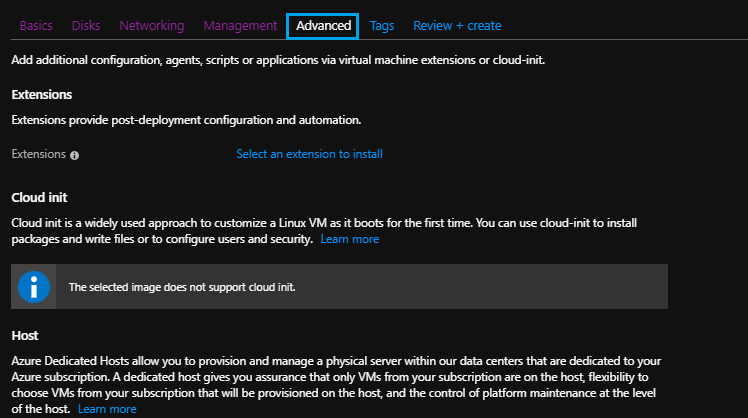 Basics Disks Networking Management Advanced Tags Review + create
Add additional configuration, agents, scripts or applications via virtual machine extensions or cloud-init.
Extensions
Extensions provide post-deployment configuration and automation.
Extensions Select an extension to install
Cloud init
Cloud init is a widely used approach to customize a Linux VM as it boots for the first time. You can use cloud-init to install
packages and write files or to configure users and security. Learn more
The selected image does not support cloud init.
Host
Azure Dedicated Hosts allow you to provision and manage a physical server within our data centers that are dedicated to your
Azure subscription. A dedicated host gives you assurance that only VMs from your subscription are on the host, flexibility to
choose VMs from your subscription that will be provisioned on the host, and the control of platform maintenance at the level
of the host. Learn more